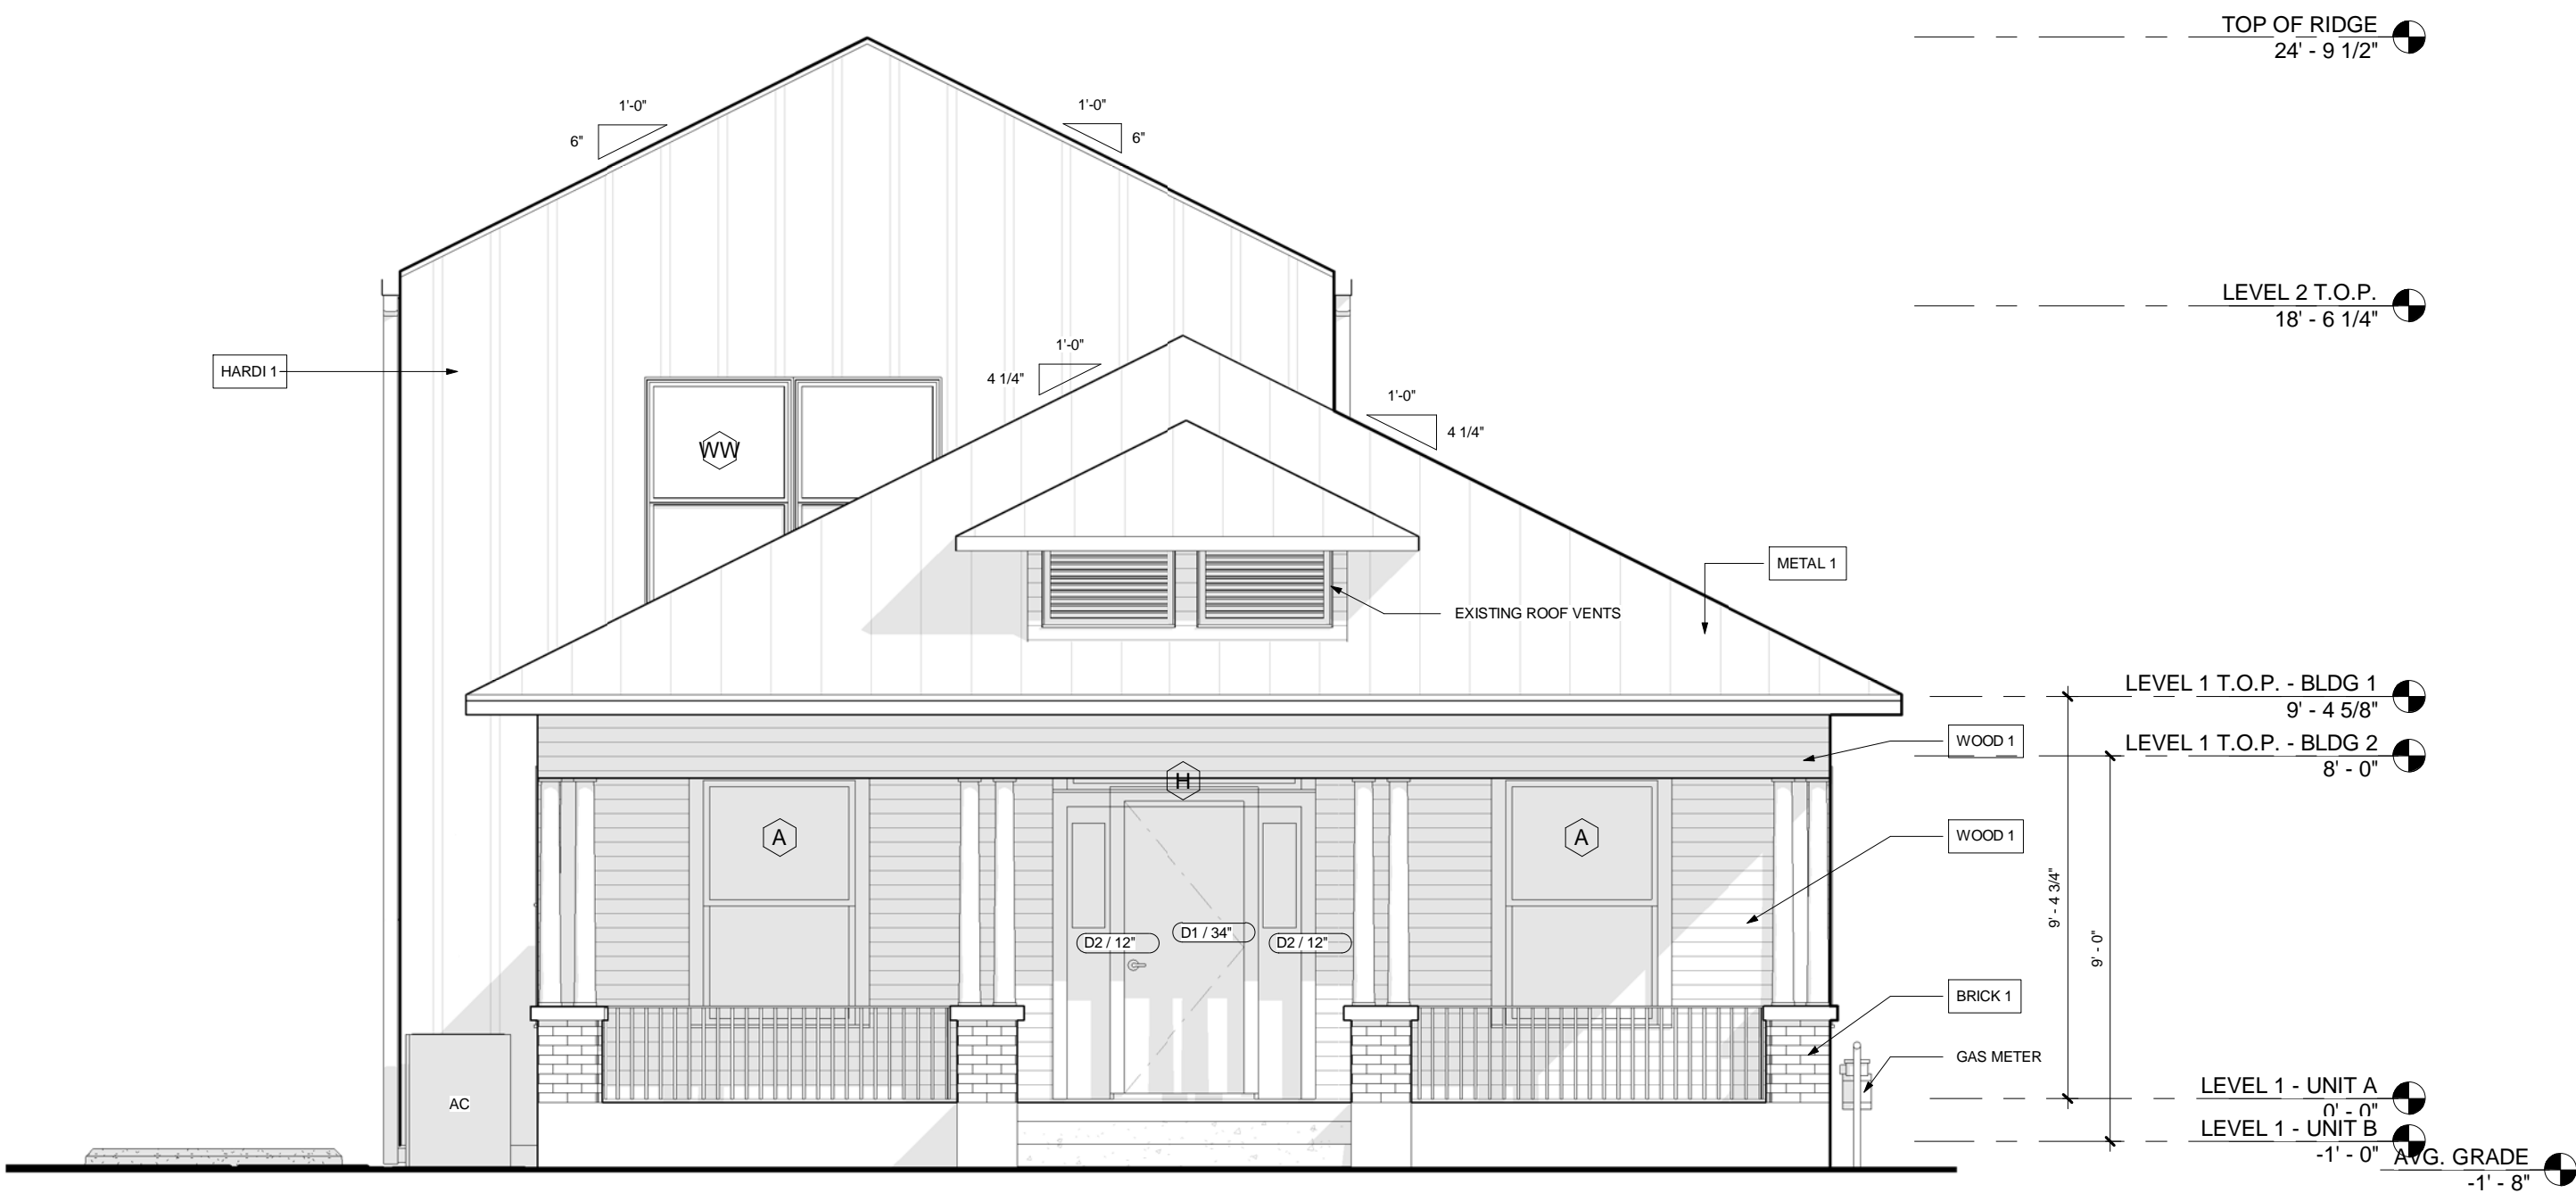 TOP OF RIDGE
24' - 9 1/2"
1'-0"
6"
1'-0"
6"
LEVEL 2 T.O.P.
18' - 6 1/4"
HARDI 1
1'-0"
4 1/4"
1'-0"
4 1/4"
WW
METAL 1
EXISTING ROOF VENTS
LEVEL 1 T.O.P. - BLDG 1
9' - 4 5/8"
WOOD 1
LEVEL 1 T.O.P. - BLDG 2
8' - 0"
H
A
A
WOOD 1
9' - 4 3/4"
9' - 0"
D2 / 12"
D1 / 34"
D2 / 12"
BRICK 1
GAS METER
AC
LEVEL 1 - UNIT A
0' - 0"
LEVEL 1 - UNIT B
-1' - 0"
AVG. GRADE
-1' - 8"